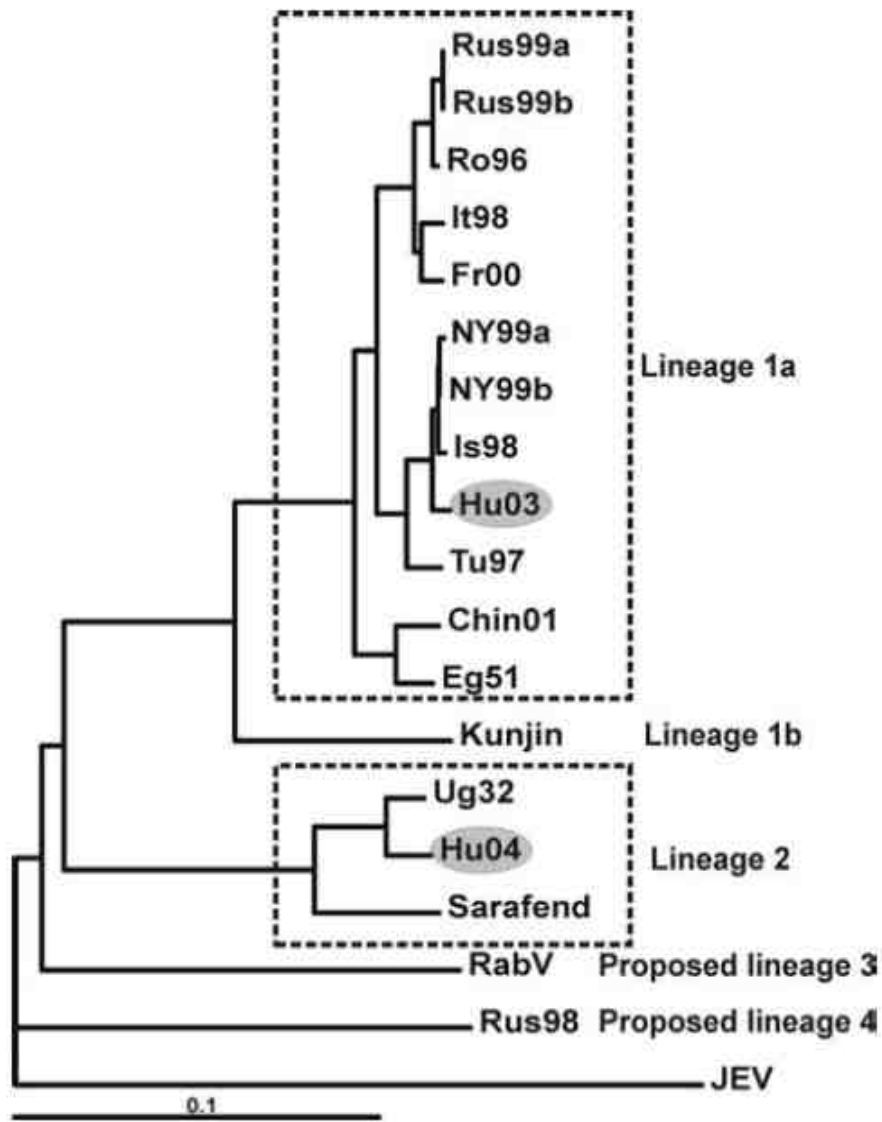 Rus99a
Rus99b
Ro96
It98
Fr00
NY99a
Lineage 1a
NY99b
Is98
Hu03
Tu97
Chin01
Eg51
Kunjin Lineage 1b
Ug32
Hu04
Lineage 2
Sarafend
RabV Proposed lineage 3
Rus98 Proposed lineage 4
JEV
0.1